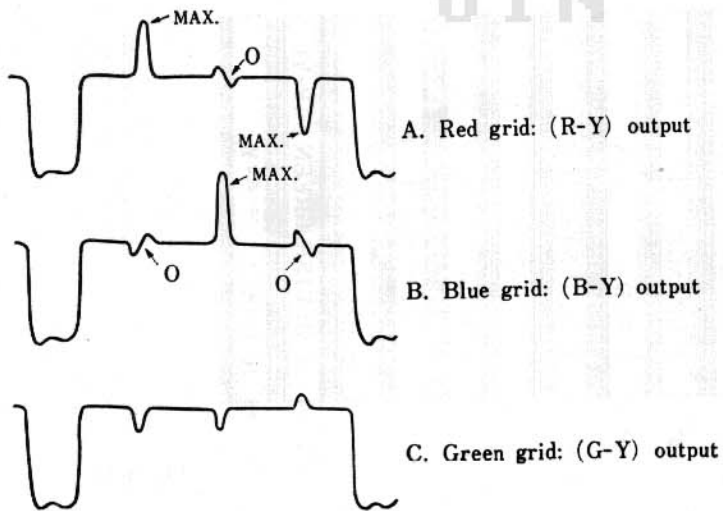 MAX.
O
MAX.
A. Red grid: (R-Y) output
MAX.
O
O
B. Blue grid: (B-Y) output
C. Green grid: (G-Y) output